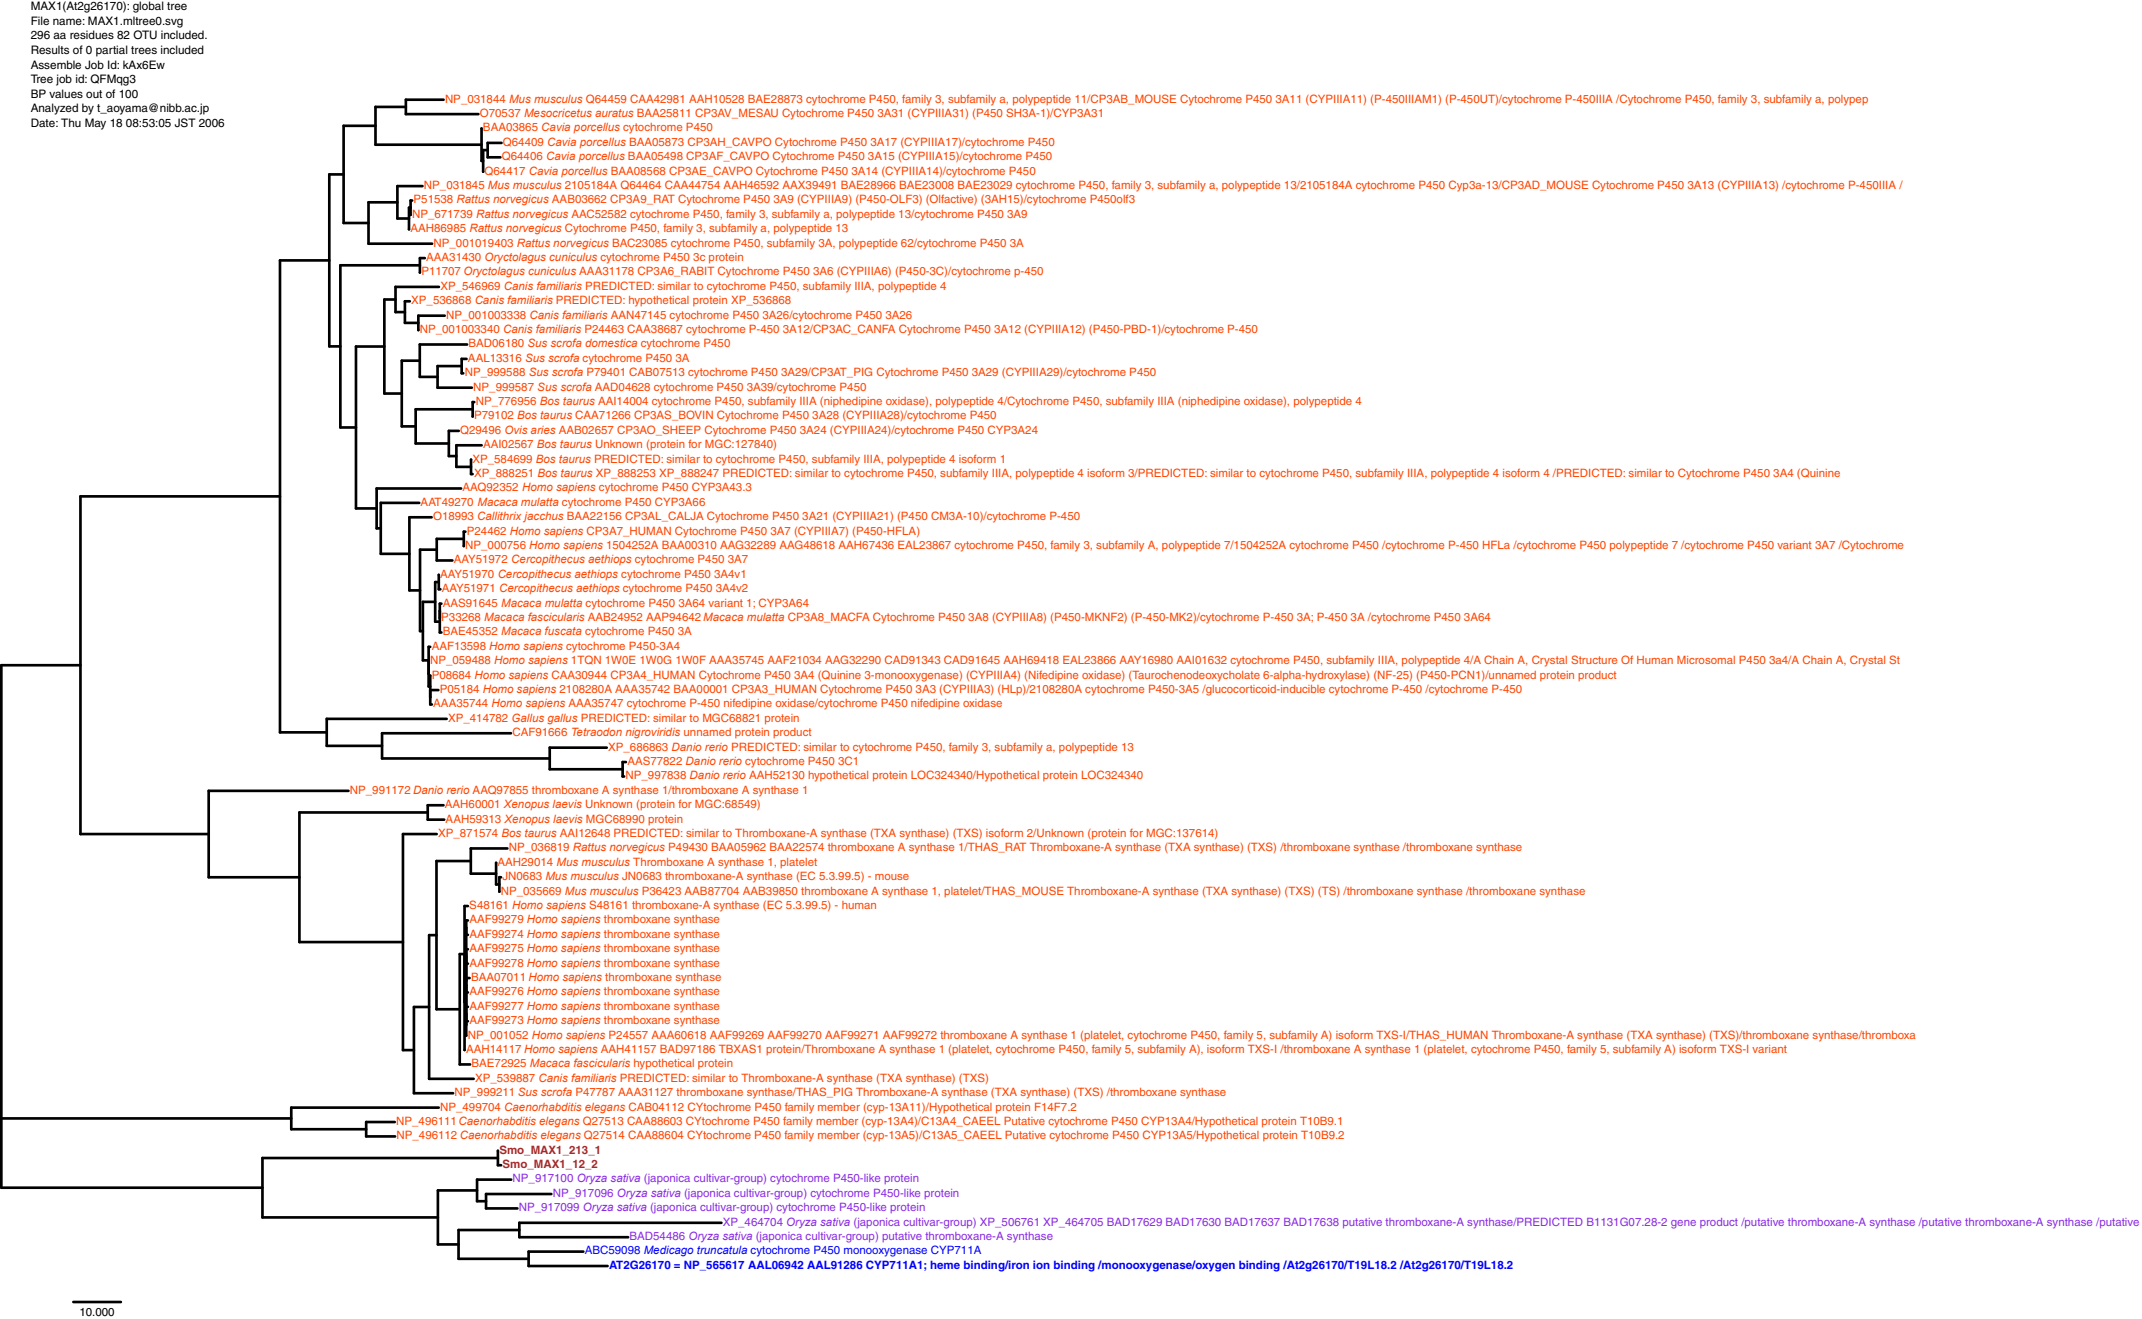 MAX1(At2g26170): global tree
File name: MAX1.mltree0.svg
296 aa residues 82 OTU included.
Results of 0 partial trees included
Assemble Job Id: kAx6Ew
Tree job id: QFMqg3
BP values out of 100
Analyzed by t_aoyama@nibb.ac.jp
Date: Thu May 18 08:53:05 JST 2006
NP_031844 Mus musculus Q64459 CAA42981 AAH10528 BAE28873 cytochrome P450, family 3, subfamily a, polypeptide 11/CP3AB_MOUSE Cytochrome P450 3A11 (CYPIIIA11) (P-450IIIAM1) (P-450UT)/cytochrome P-450IIIA /Cytochrome P450, family 3, subfamily a, polypep
O70537 Mesocricetus auratus BAA25811 CP3AV_MESAU Cytochrome P450 3A31 (CYPIIIA31) (P450 SH3A-1)/CYP3A31
BAA03865 Cavia porcellus cytochrome P450
Q64409 Cavia porcellus BAA05873 CP3AH_CAVPO Cytochrome P450 3A17 (CYPIIIA17)/cytochrome P450
Q64406 Cavia porcellus BAA05498 CP3AF_CAVPO Cytochrome P450 3A15 (CYPIIIA15)/cytochrome P450
Q64417 Cavia porcellus BAA08568 CP3AE_CAVPO Cytochrome P450 3A14 (CYPIIIA14)/cytochrome P450
NP_031845 Mus musculus 2105184A Q64464 CAA44754 AAH46592 AAX39491 BAE28966 BAE23008 BAE23029 cytochrome P450, family 3, subfamily a, polypeptide 13/2105184A cytochrome P450 Cyp3a-13/CP3AD_MOUSE Cytochrome P450 3A13 (CYPIIIA13) /cytochrome P-450IIIA /
P51538 Rattus norvegicus AAB03662 CP3A9_RAT Cytochrome P450 3A9 (CYPIIIA9) (P450-OLF3) (Olfactive) (3AH15)/cytochrome P450olf3
NP_671739 Rattus norvegicus AAC52582 cytochrome P450, family 3, subfamily a, polypeptide 13/cytochrome P450 3A9
AAH86985 Rattus norvegicus Cytochrome P450, family 3, subfamily a, polypeptide 13
NP_001019403 Rattus norvegicus BAC23085 cytochrome P450, subfamily 3A, polypeptide 62/cytochrome P450 3A
AAA31430 Oryctolagus cuniculus cytochrome P450 3c protein
P11707 Oryctolagus cuniculus AAA31178 CP3A6_RABIT Cytochrome P450 3A6 (CYPIIIA6) (P450-3C)/cytochrome p-450
XP_546969 Canis familiaris PREDICTED: similar to cytochrome P450, subfamily IIIA, polypeptide 4
XP_536868 Canis familiaris PREDICTED: hypothetical protein XP_536868
NP_001003338 Canis familiaris AAN47145 cytochrome P450 3A26/cytochrome P450 3A26
NP_001003340 Canis familiaris P24463 CAA38687 cytochrome P-450 3A12/CP3AC_CANFA Cytochrome P450 3A12 (CYPIIIA12) (P450-PBD-1)/cytochrome P-450
BAD06180 Sus scrofa domestica cytochrome P450
AAL13316 Sus scrofa cytochrome P450 3A
NP_999588 Sus scrofa P79401 CAB07513 cytochrome P450 3A29/CP3AT_PIG Cytochrome P450 3A29 (CYPIIIA29)/cytochrome P450
NP_999587 Sus scrofa AAD04628 cytochrome P450 3A39/cytochrome P450
NP_776956 Bos taurus AAI14004 cytochrome P450, subfamily IIIA (niphedipine oxidase), polypeptide 4/Cytochrome P450, subfamily IIIA (niphedipine oxidase), polypeptide 4
P79102 Bos taurus CAA71266 CP3AS_BOVIN Cytochrome P450 3A28 (CYPIIIA28)/cytochrome P450
Q29496 Ovis aries AAB02657 CP3AO_SHEEP Cytochrome P450 3A24 (CYPIIIA24)/cytochrome P450 CYP3A24
AAI02567 Bos taurus Unknown (protein for MGC:127840)
XP_584699 Bos taurus PREDICTED: similar to cytochrome P450, subfamily IIIA, polypeptide 4 isoform 1
XP_888251 Bos taurus XP_888253 XP_888247 PREDICTED: similar to cytochrome P450, subfamily IIIA, polypeptide 4 isoform 3/PREDICTED: similar to cytochrome P450, subfamily IIIA, polypeptide 4 isoform 4 /PREDICTED: similar to Cytochrome P450 3A4 (Quinine
AAQ92352 Homo sapiens cytochrome P450 CYP3A43.3
AAT49270 Macaca mulatta cytochrome P450 CYP3A66
O18993 Callithrix jacchus BAA22156 CP3AL_CALJA Cytochrome P450 3A21 (CYPIIIA21) (P450 CM3A-10)/cytochrome P-450
P24462 Homo sapiens CP3A7_HUMAN Cytochrome P450 3A7 (CYPIIIA7) (P450-HFLA)
NP_000756 Homo sapiens 1504252A BAA00310 AAG32289 AAG48618 AAH67436 EAL23867 cytochrome P450, family 3, subfamily A, polypeptide 7/1504252A cytochrome P450 /cytochrome P-450 HFLa /cytochrome P450 polypeptide 7 /cytochrome P450 variant 3A7 /Cytochrome
AAY51972 Cercopithecus aethiops cytochrome P450 3A7
AAY51970 Cercopithecus aethiops cytochrome P450 3A4v1
AAY51971 Cercopithecus aethiops cytochrome P450 3A4v2
AAS91645 Macaca mulatta cytochrome P450 3A64 variant 1; CYP3A64
P33268 Macaca fascicularis AAB24952 AAP94642 Macaca mulatta CP3A8_MACFA Cytochrome P450 3A8 (CYPIIIA8) (P450-MKNF2) (P-450-MK2)/cytochrome P-450 3A; P-450 3A /cytochrome P450 3A64
BAE45352 Macaca fuscata cytochrome P450 3A
AAF13598 Homo sapiens cytochrome P450-3A4
NP_059488 Homo sapiens 1TQN 1W0E 1W0G 1W0F AAA35745 AAF21034 AAG32290 CAD91343 CAD91645 AAH69418 EAL23866 AAY16980 AAI01632 cytochrome P450, subfamily IIIA, polypeptide 4/A Chain A, Crystal Structure Of Human Microsomal P450 3a4/A Chain A, Crystal St
P08684 Homo sapiens CAA30944 CP3A4_HUMAN Cytochrome P450 3A4 (Quinine 3-monooxygenase) (CYPIIIA4) (Nifedipine oxidase) (Taurochenodeoxycholate 6-alpha-hydroxylase) (NF-25) (P450-PCN1)/unnamed protein product
P05184 Homo sapiens 2108280A AAA35742 BAA00001 CP3A3_HUMAN Cytochrome P450 3A3 (CYPIIIA3) (HLp)/2108280A cytochrome P450-3A5 /glucocorticoid-inducible cytochrome P-450 /cytochrome P-450
AAA35744 Homo sapiens AAA35747 cytochrome P-450 nifedipine oxidase/cytochrome P450 nifedipine oxidase
XP_414782 Gallus gallus PREDICTED: similar to MGC68821 protein
CAF91666 Tetraodon nigroviridis unnamed protein product
XP_686863 Danio rerio PREDICTED: similar to cytochrome P450, family 3, subfamily a, polypeptide 13
AAS77822 Danio rerio cytochrome P450 3C1
NP_997838 Danio rerio AAH52130 hypothetical protein LOC324340/Hypothetical protein LOC324340
NP_991172 Danio rerio AAQ97855 thromboxane A synthase 1/thromboxane A synthase 1
AAH60001 Xenopus laevis Unknown (protein for MGC:68549)
AAH59313 Xenopus laevis MGC68990 protein
XP_871574 Bos taurus AAI12648 PREDICTED: similar to Thromboxane-A synthase (TXA synthase) (TXS) isoform 2/Unknown (protein for MGC:137614)
NP_036819 Rattus norvegicus P49430 BAA05962 BAA22574 thromboxane A synthase 1/THAS_RAT Thromboxane-A synthase (TXA synthase) (TXS) /thromboxane synthase /thromboxane synthase
AAH29014 Mus musculus Thromboxane A synthase 1, platelet
JN0683 Mus musculus JN0683 thromboxane-A synthase (EC 5.3.99.5) - mouse
NP_035669 Mus musculus P36423 AAB87704 AAB39850 thromboxane A synthase 1, platelet/THAS_MOUSE Thromboxane-A synthase (TXA synthase) (TXS) (TS) /thromboxane synthase /thromboxane synthase
S48161 Homo sapiens S48161 thromboxane-A synthase (EC 5.3.99.5) - human
AAF99279 Homo sapiens thromboxane synthase
AAF99274 Homo sapiens thromboxane synthase
AAF99275 Homo sapiens thromboxane synthase
AAF99278 Homo sapiens thromboxane synthase
BAA07011 Homo sapiens thromboxane synthase
AAF99276 Homo sapiens thromboxane synthase
AAF99277 Homo sapiens thromboxane synthase
AAF99273 Homo sapiens thromboxane synthase
NP_001052 Homo sapiens P24557 AAA60618 AAF99269 AAF99270 AAF99271 AAF99272 thromboxane A synthase 1 (platelet, cytochrome P450, family 5, subfamily A) isoform TXS-I/THAS_HUMAN Thromboxane-A synthase (TXA synthase) (TXS)/thromboxane synthase/thromboxa
AAH14117 Homo sapiens AAH41157 BAD97186 TBXAS1 protein/Thromboxane A synthase 1 (platelet, cytochrome P450, family 5, subfamily A), isoform TXS-I /thromboxane A synthase 1 (platelet, cytochrome P450, family 5, subfamily A) isoform TXS-I variant
BAE72925 Macaca fascicularis hypothetical protein
XP_539887 Canis familiaris PREDICTED: similar to Thromboxane-A synthase (TXA synthase) (TXS)
NP_999211 Sus scrofa P47787 AAA31127 thromboxane synthase/THAS_PIG Thromboxane-A synthase (TXA synthase) (TXS) /thromboxane synthase
NP_499704 Caenorhabditis elegans CAB04112 CYtochrome P450 family member (cyp-13A11)/Hypothetical protein F14F7.2
NP_496111 Caenorhabditis elegans Q27513 CAA88603 CYtochrome P450 family member (cyp-13A4)/C13A4_CAEEL Putative cytochrome P450 CYP13A4/Hypothetical protein T10B9.1
NP_496112 Caenorhabditis elegans Q27514 CAA88604 CYtochrome P450 family member (cyp-13A5)/C13A5_CAEEL Putative cytochrome P450 CYP13A5/Hypothetical protein T10B9.2
Smo_MAX1_213_1
Smo_MAX1_12_2
NP_917100 Oryza sativa (japonica cultivar-group) cytochrome P450-like protein
NP_917096 Oryza sativa (japonica cultivar-group) cytochrome P450-like protein
NP_917099 Oryza sativa (japonica cultivar-group) cytochrome P450-like protein
XP_464704 Oryza sativa (japonica cultivar-group) XP_506761 XP_464705 BAD17629 BAD17630 BAD17637 BAD17638 putative thromboxane-A synthase/PREDICTED B1131G07.28-2 gene product /putative thromboxane-A synthase /putative thromboxane-A synthase /putative
BAD54486 Oryza sativa (japonica cultivar-group) putative thromboxane-A synthase
ABC59098 Medicago truncatula cytochrome P450 monooxygenase CYP711A
AT2G26170 = NP_565617 AAL06942 AAL91286 CYP711A1; heme binding/iron ion binding /monooxygenase/oxygen binding /At2g26170/T19L18.2 /At2g26170/T19L18.2
10.000